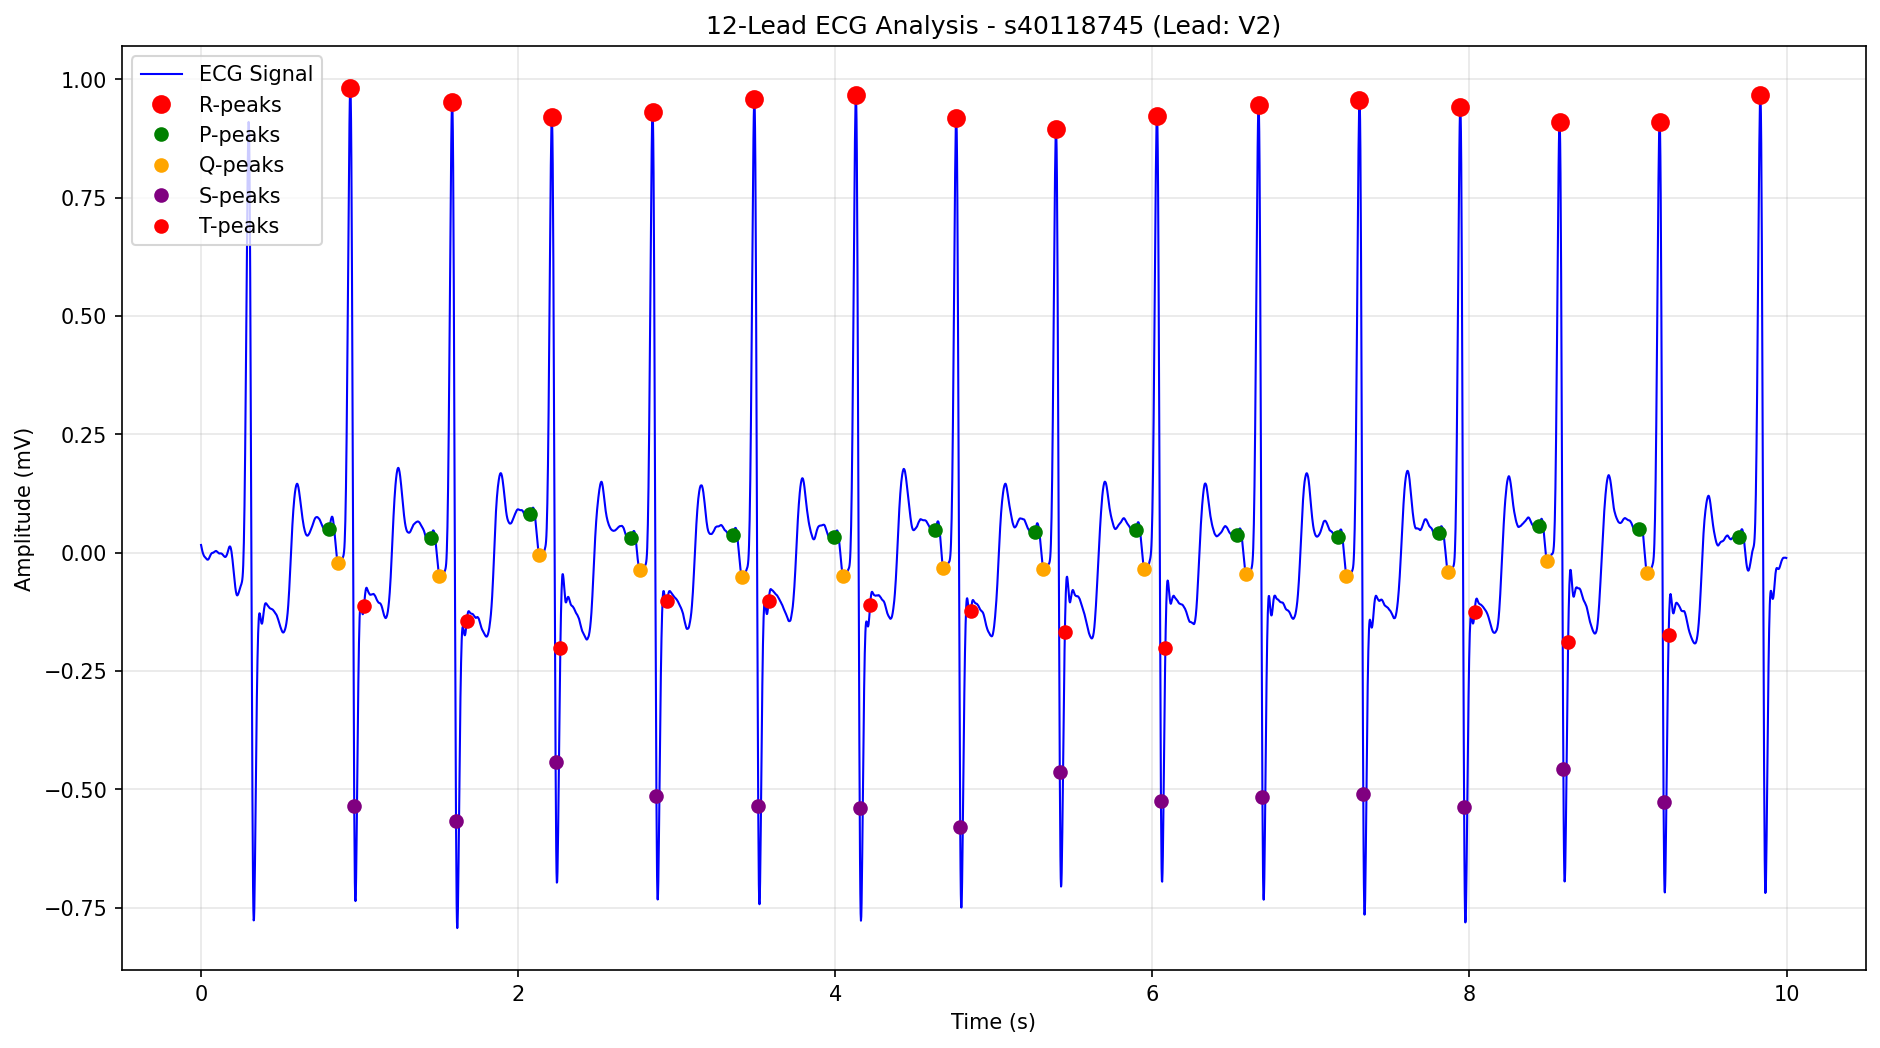 12-Lead ECG Analysis - s40118745 (Lead: V2)
ECG Signal
R-peaks
P-peaks
Q-peaks
S-peaks
T-peaks
Amplitude (mV)
1.00
0.75
0.50
0.25
0.00
−0.25
−0.50
−0.75
0 2 4 6 8 10
Time (s)